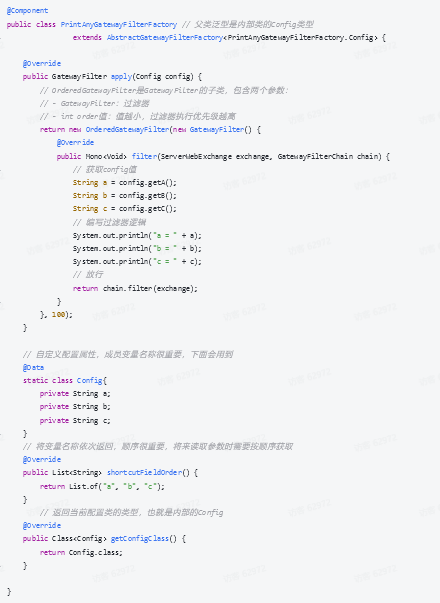 @Component
public class PrintAnyGatewayFilterFactory // 父类泛型是内部类的Config类型
extends AbstractGatewayFilterFactory<PrintAnyGatewayFilterFactory.Config> {
@Override
public GatewayFilter apply(Config config) {
// OrderedGatewayFilter是GatewayFilter的子类，包含两个参数：
// - GatewayFilter：过滤器
// - int order值：值越小，过滤器执行优先级越高
return new OrderedGatewayFilter(new GatewayFilter() {
@Override
public Mono<Void> filter(ServerWebExchange exchange, GatewayFilterChain chain) {
// 获取config值
String a = config.getA();
String b = config.getB();
String c = config.getC();
// 编写过滤器逻辑
System.out.println("a = " + a);
System.out.println("b = " + b);
System.out.println("c = " + c);
// 放行
return chain.filter(exchange);
}
}, 100);
}
// 自定义配置属性，成员变量名称很重要，下面会用到
@Data
static class Config{
private String a;
private String b;
private String c;
}
// 将变量名称依次返回，顺序很重要，将来读取参数时需要按顺序获取
@Override
public List<String> shortcutFieldOrder() {
return List.of("a", "b", "c");
}
// 返回当前配置类的类型，也就是内部的Config
@Override
public Class<Config> getConfigClass() {
return Config.class;
}
}